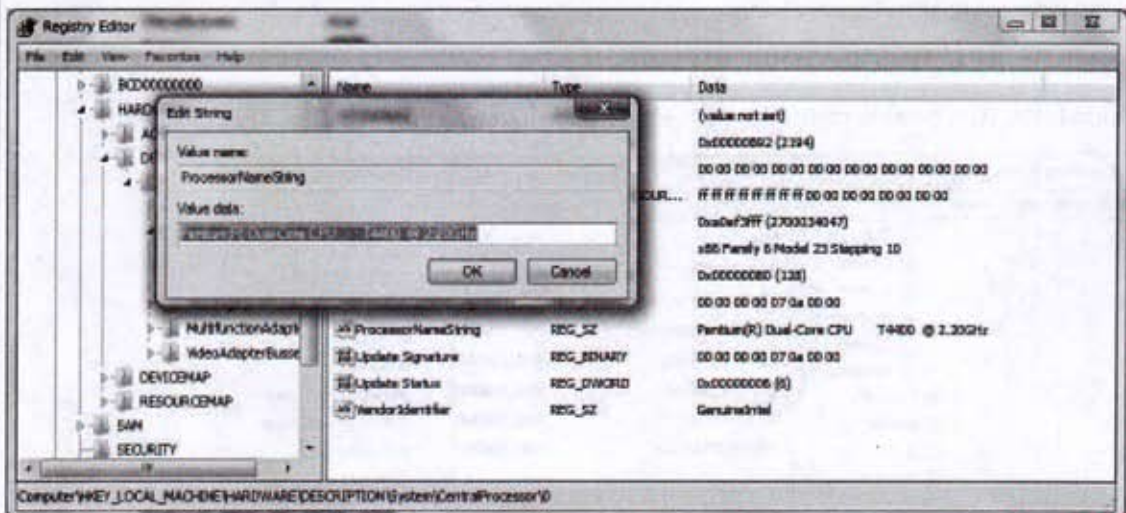 Registry Editor
File Edit View Favorites Help
BCD00000000
Name Type Data
Edit String
(value not set)
Value name:
ProcessorNameString
00 00 00 00 00 00 00 00 00 00 00 00 00 00 00 00
ff ff ff ff ff ff ff ff 00 00 00 00 00 00 00 00
Value data:
x86 Family 6 Model 23 Stepping 10
OK Cancel
0x00000080 (128)
00 00 00 00 07 0a 00 00
MultifunctionAdapt
ProcessorNameString REG_SZ Pentium(R) Dual-Core CPU T4400 @ 2.20GHz
VideoAdapterBusse
Update Signature REG_BINARY 00 00 00 00 07 0a 00 00
DEVICEMAP
Update Status REG_DWORD 0x00000006 (6)
RESOURCEMAP
VendorIdentifier REG_SZ GenuineIntel
SAM
SECURITY
Computer\HKEY_LOCAL_MACHINE\HARDWARE\DESCRIPTION\System\CentralProcessor\0